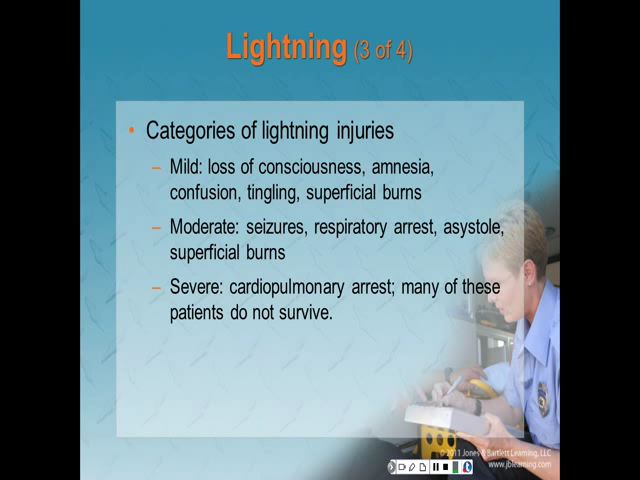 Lightning (3 of 4)
• Categories of lightning injuries
– Mild: loss of consciousness, amnesia,
confusion, tingling, superficial burns
– Moderate: seizures, respiratory arrest, asystole,
superficial burns
– Severe: cardiopulmonary arrest; many of these
patients do not survive.
© 2011 Jones & Bartlett Learning, LLC
www.jblearning.com